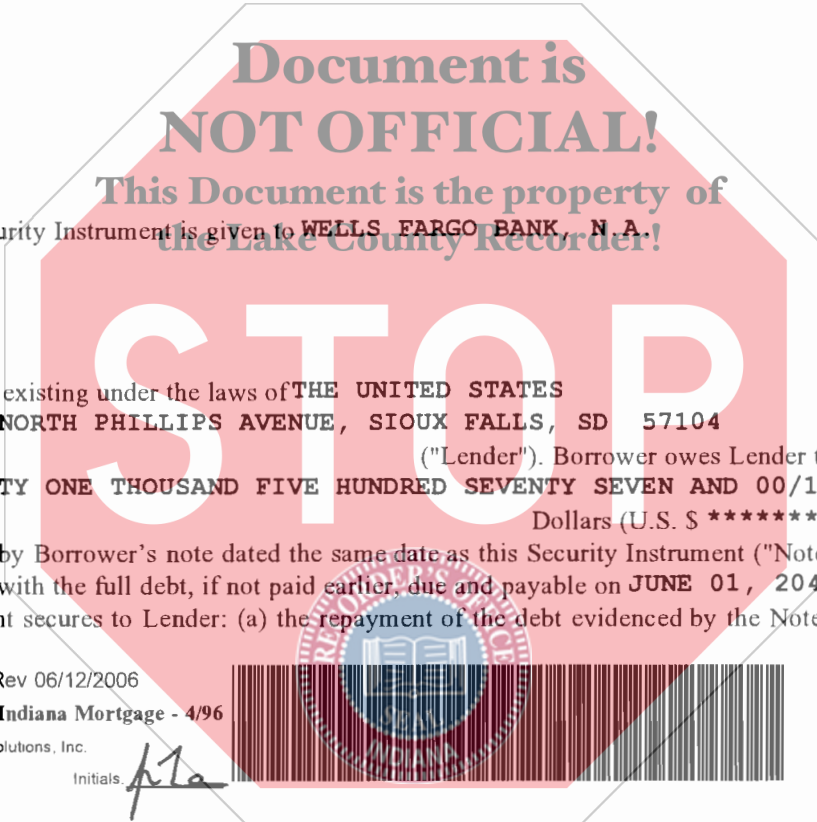 Document is
NOT OFFICIAL!
This Document is the property of
the Lake County Recorder!
urity Instrument is given to WELLS FARGO BANK, N.A.
STOP
existing under the laws of THE UNITED STATES
NORTH PHILLIPS AVENUE, SIOUX FALLS, SD 57104
("Lender"). Borrower owes Lender t
TY ONE THOUSAND FIVE HUNDRED SEVENTY SEVEN AND 00/1
Dollars (U.S. $ *******
by Borrower's note dated the same date as this Security Instrument ("Note
with the full debt, if not paid earlier, due and payable on JUNE 01, 204
nt secures to Lender: (a) the repayment of the debt evidenced by the Note
RECORDER'S OFFICE
SEAL
INDIANA
Rev 06/12/2006
Indiana Mortgage - 4/96
olutions, Inc.
Initials.